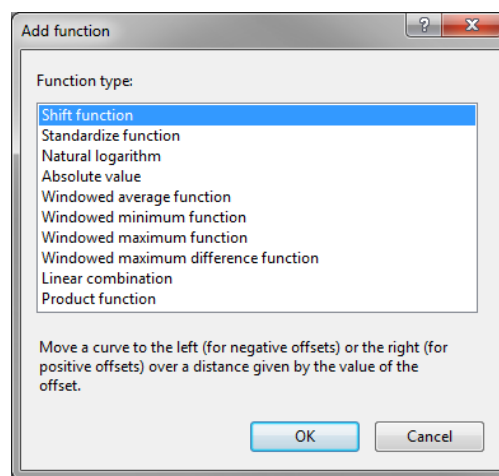 Add function
?
Function type:
Shift function
Standardize function
Natural logarithm
Absolute value
Windowed average function
Windowed minimum function
Windowed maximum function
Windowed maximum difference function
Linear combination
Product function
Move a curve to the left (for negative offsets) or the right (for
positive offsets) over a distance given by the value of the
offset.
OK Cancel